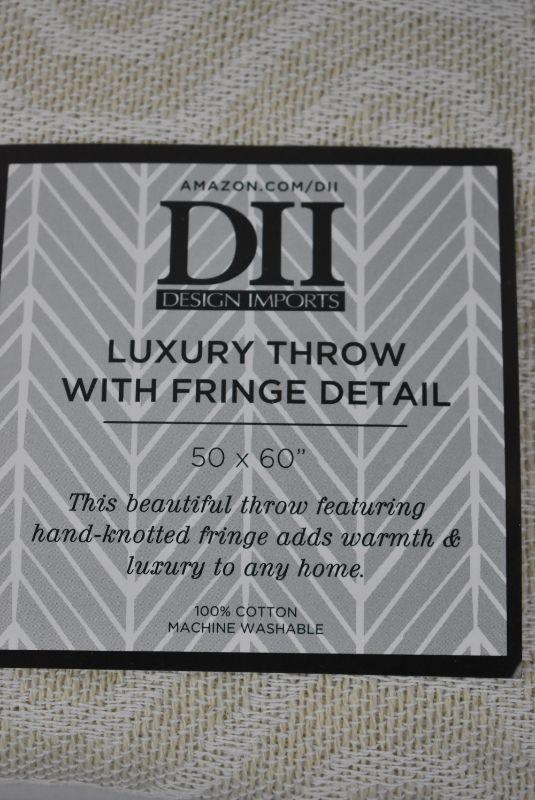 AMAZON.COM/DII
DII
DESIGN IMPORTS
LUXURY THROW
WITH FRINGE DETAIL
50 x 60”
This beautiful throw featuring
hand-knotted fringe adds warmth &
luxury to any home.
100% COTTON
MACHINE WASHABLE